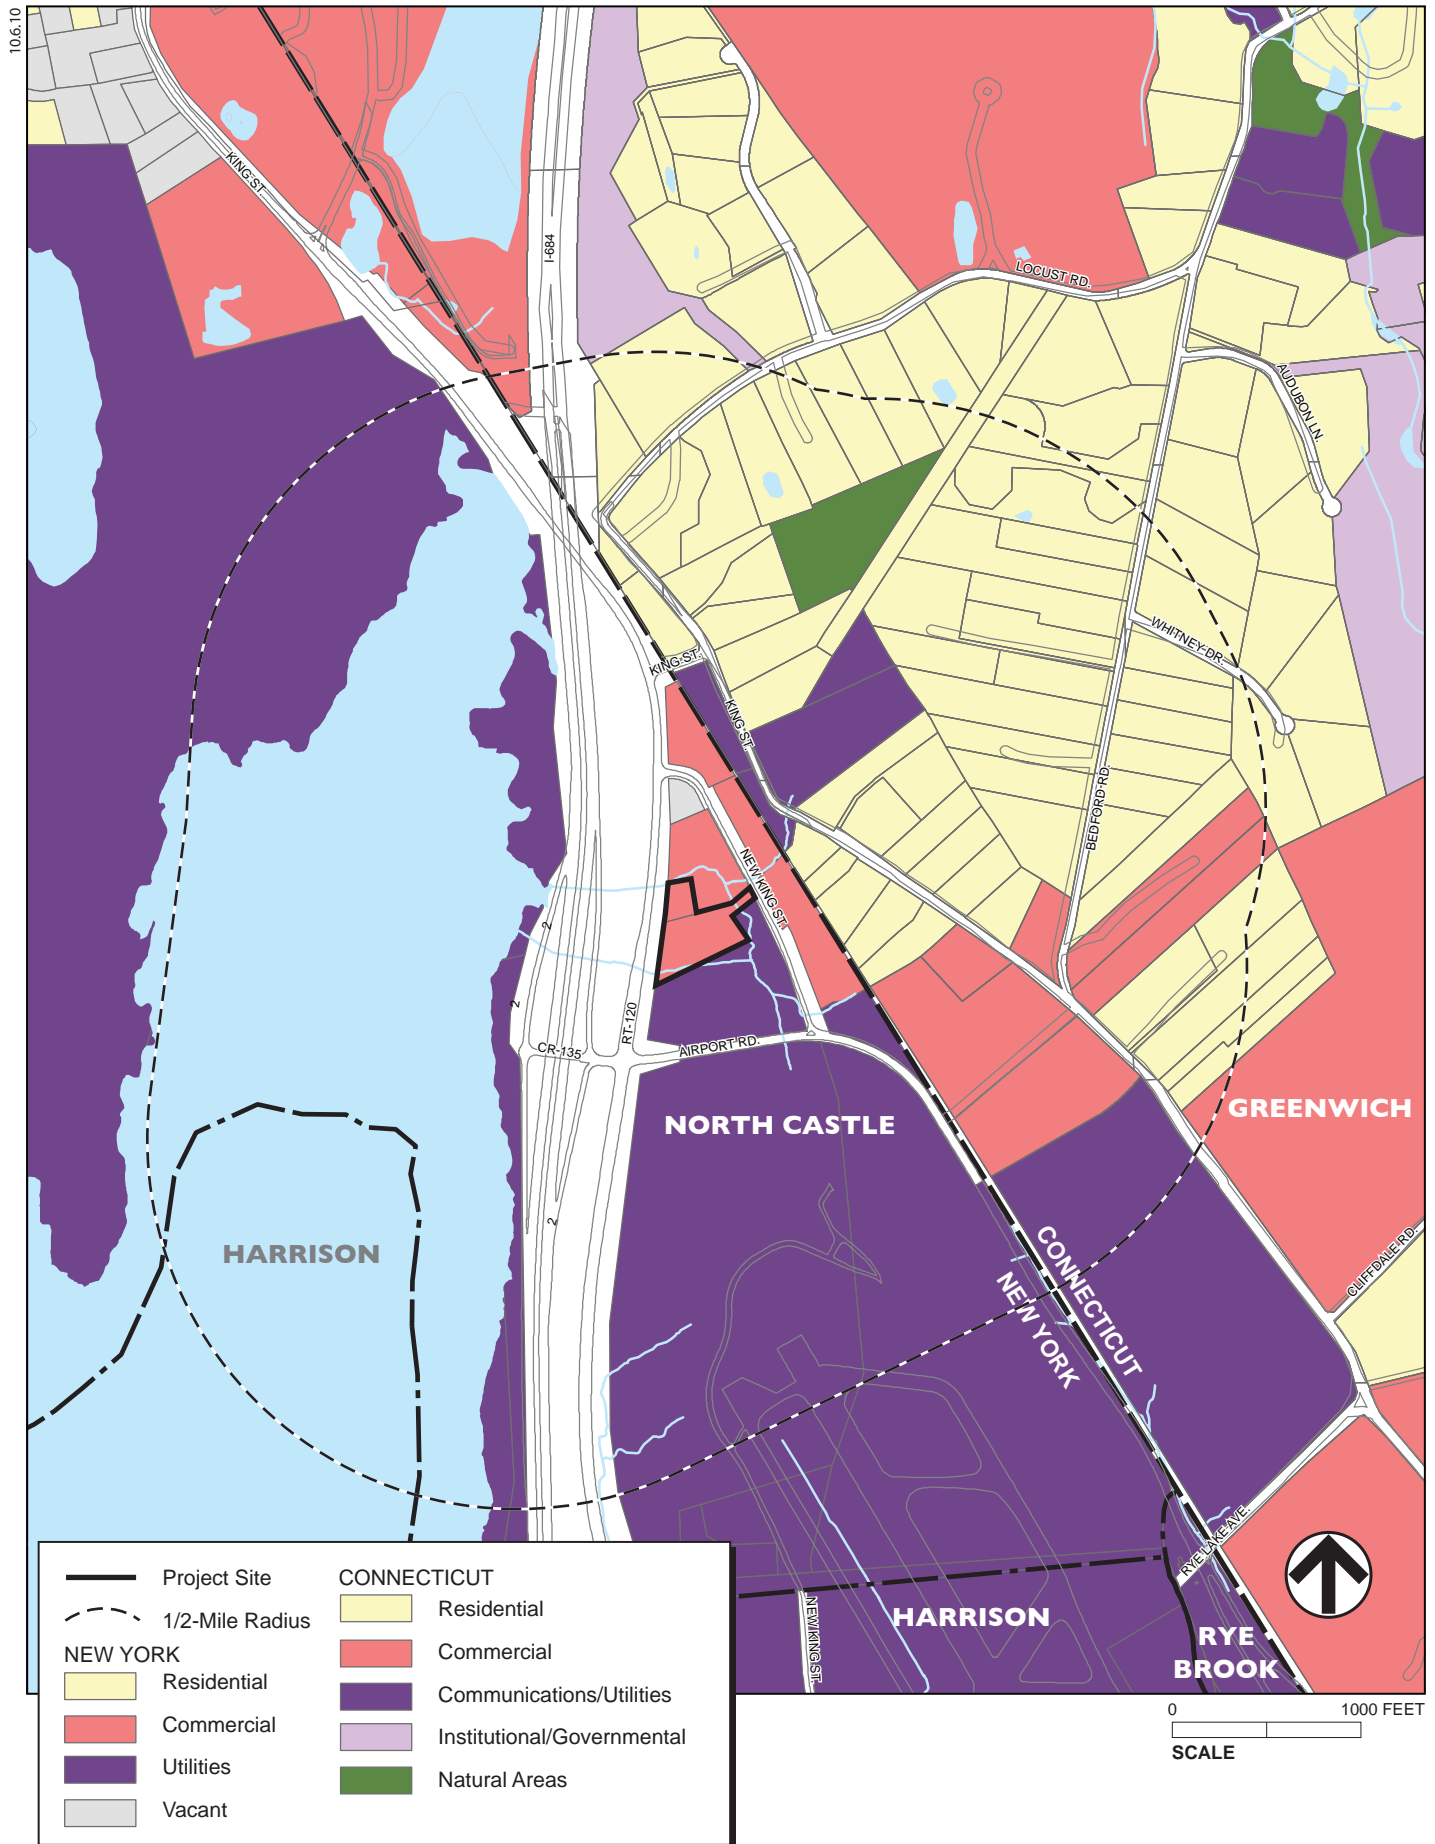 10.6.10
KING ST.
I-684
LOCUST RD.
AUDUBON LN.
WHITNEY DR.
KING ST.
KING ST.
BEDFORD RD.
NEW KING ST.
2
2
RT-120
CR-135
AIRPORT RD.
2
NORTH CASTLE
GREENWICH
HARRISON
CONNECTICUT
NEW YORK
CLIFFDALE RD.
RYE LAKE AVE.
NEW KING ST.
HARRISON
RYE
BROOK
Project Site
1/2-Mile Radius
NEW YORK
Residential
Commercial
Utilities
Vacant
CONNECTICUT
Residential
Commercial
Communications/Utilities
Institutional/Governmental
Natural Areas
0 1000 FEET
SCALE